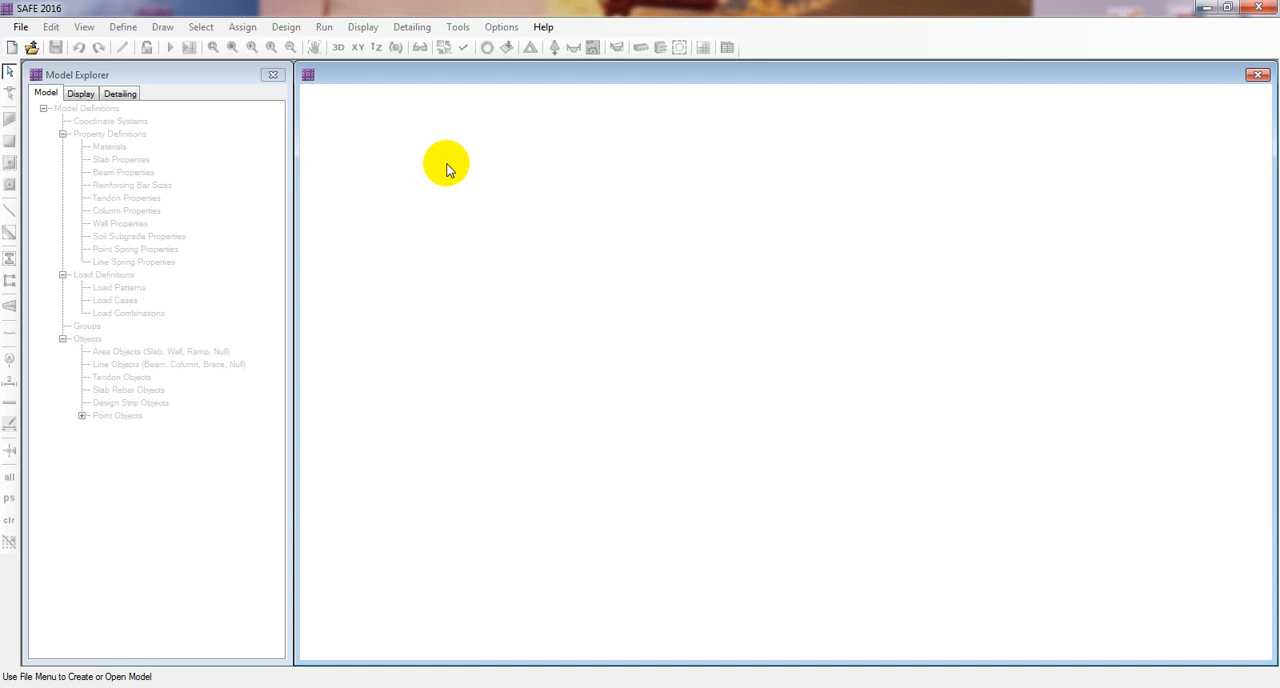 SAFE 2016
File Edit View Define Draw Select Assign Design Run Display Detailing Tools Options Help
3D XY
Model Explorer
Model Display Detailing
Model Definitions
Coordinate Systems
Property Definitions
Materials
Slab Properties
Beam Properties
Reinforcing Bar Sizes
Tendon Properties
Column Properties
Wall Properties
Soil Subgrade Properties
Point Spring Properties
Line Spring Properties
Load Definitions
Load Patterns
Load Cases
Load Combinations
Groups
Objects
Area Objects (Slab, Wall, Ramp, Null)
Line Objects (Beam, Column, Brace, Null)
Tendon Objects
Slab Rebar Objects
Design Strip Objects
Point Objects
all
ps
clr
Use File Menu to Create or Open Model